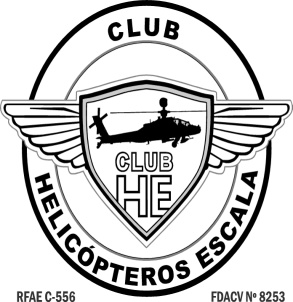 CLUB
CLUB
HE
HELICÓPTEROS ESCALA
RFAE C-556
FDACV Nº 8253